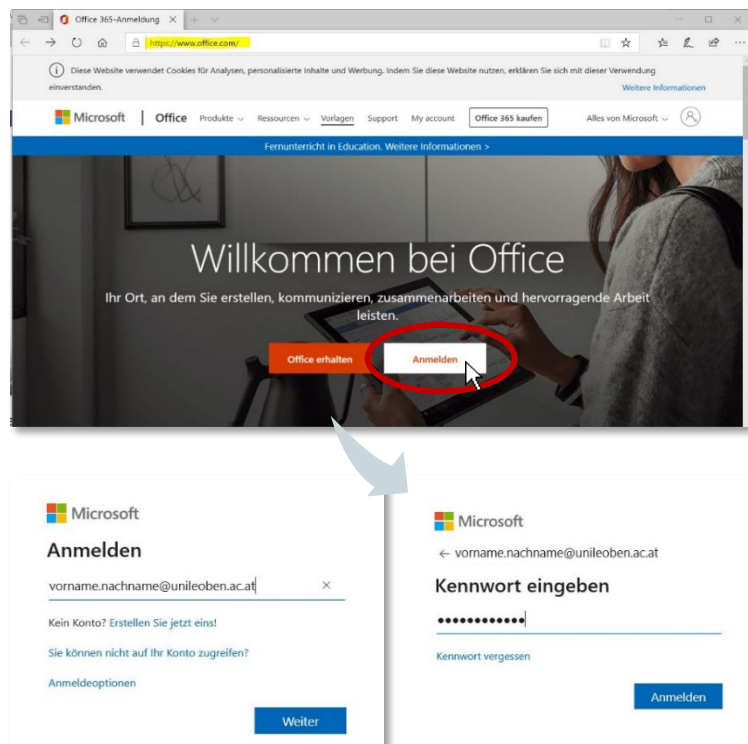 Office 365-Anmeldung
https://www.office.com/
Diese Website verwendet Cookies für Analysen, personalisierte Inhalte und Werbung. Indem Sie diese Website nutzen, erklären Sie sich mit dieser Verwendung
einverstanden.
Weitere Informationen
Microsoft | Office Produkte Ressourcen Vorlagen Support My account Office 365 kaufen Alles von Microsoft
Fernunterricht in Education. Weitere Informationen >
Willkommen bei Office
Ihr Ort, an dem Sie erstellen, kommunizieren, zusammenarbeiten und hervorragende Arbeit
leisten.
Office erhalten Anmelden
Microsoft
Anmelden
vorname.nachname@unileoben.ac.at
Kein Konto? Erstellen Sie jetzt eins!
Sie können nicht auf Ihr Konto zugreifen?
Anmeldeoptionen
Weiter
Microsoft
← vorname.nachname@unileoben.ac.at
Kennwort eingeben
••••••••••••
Kennwort vergessen
Anmelden